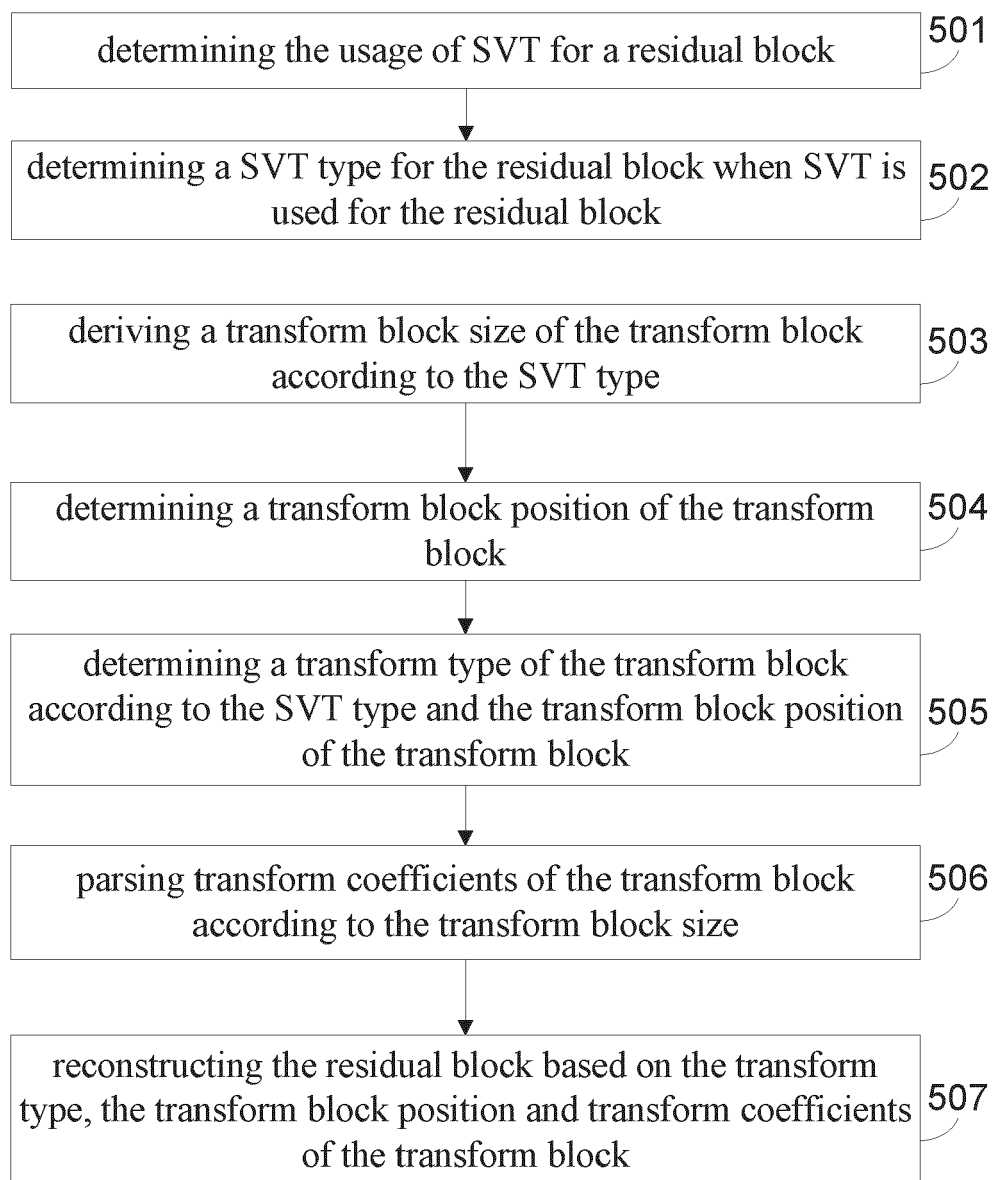 determining the usage of SVT for a residual block
501
determining a SVT type for the residual block when SVT is
used for the residual block
502
deriving a transform block size of the transform block
according to the SVT type
503
determining a transform block position of the transform
block
504
determining a transform type of the transform block
according to the SVT type and the transform block position
of the transform block
505
parsing transform coefficients of the transform block
according to the transform block size
506
reconstructing the residual block based on the transform
type, the transform block position and transform coefficients
of the transform block
507